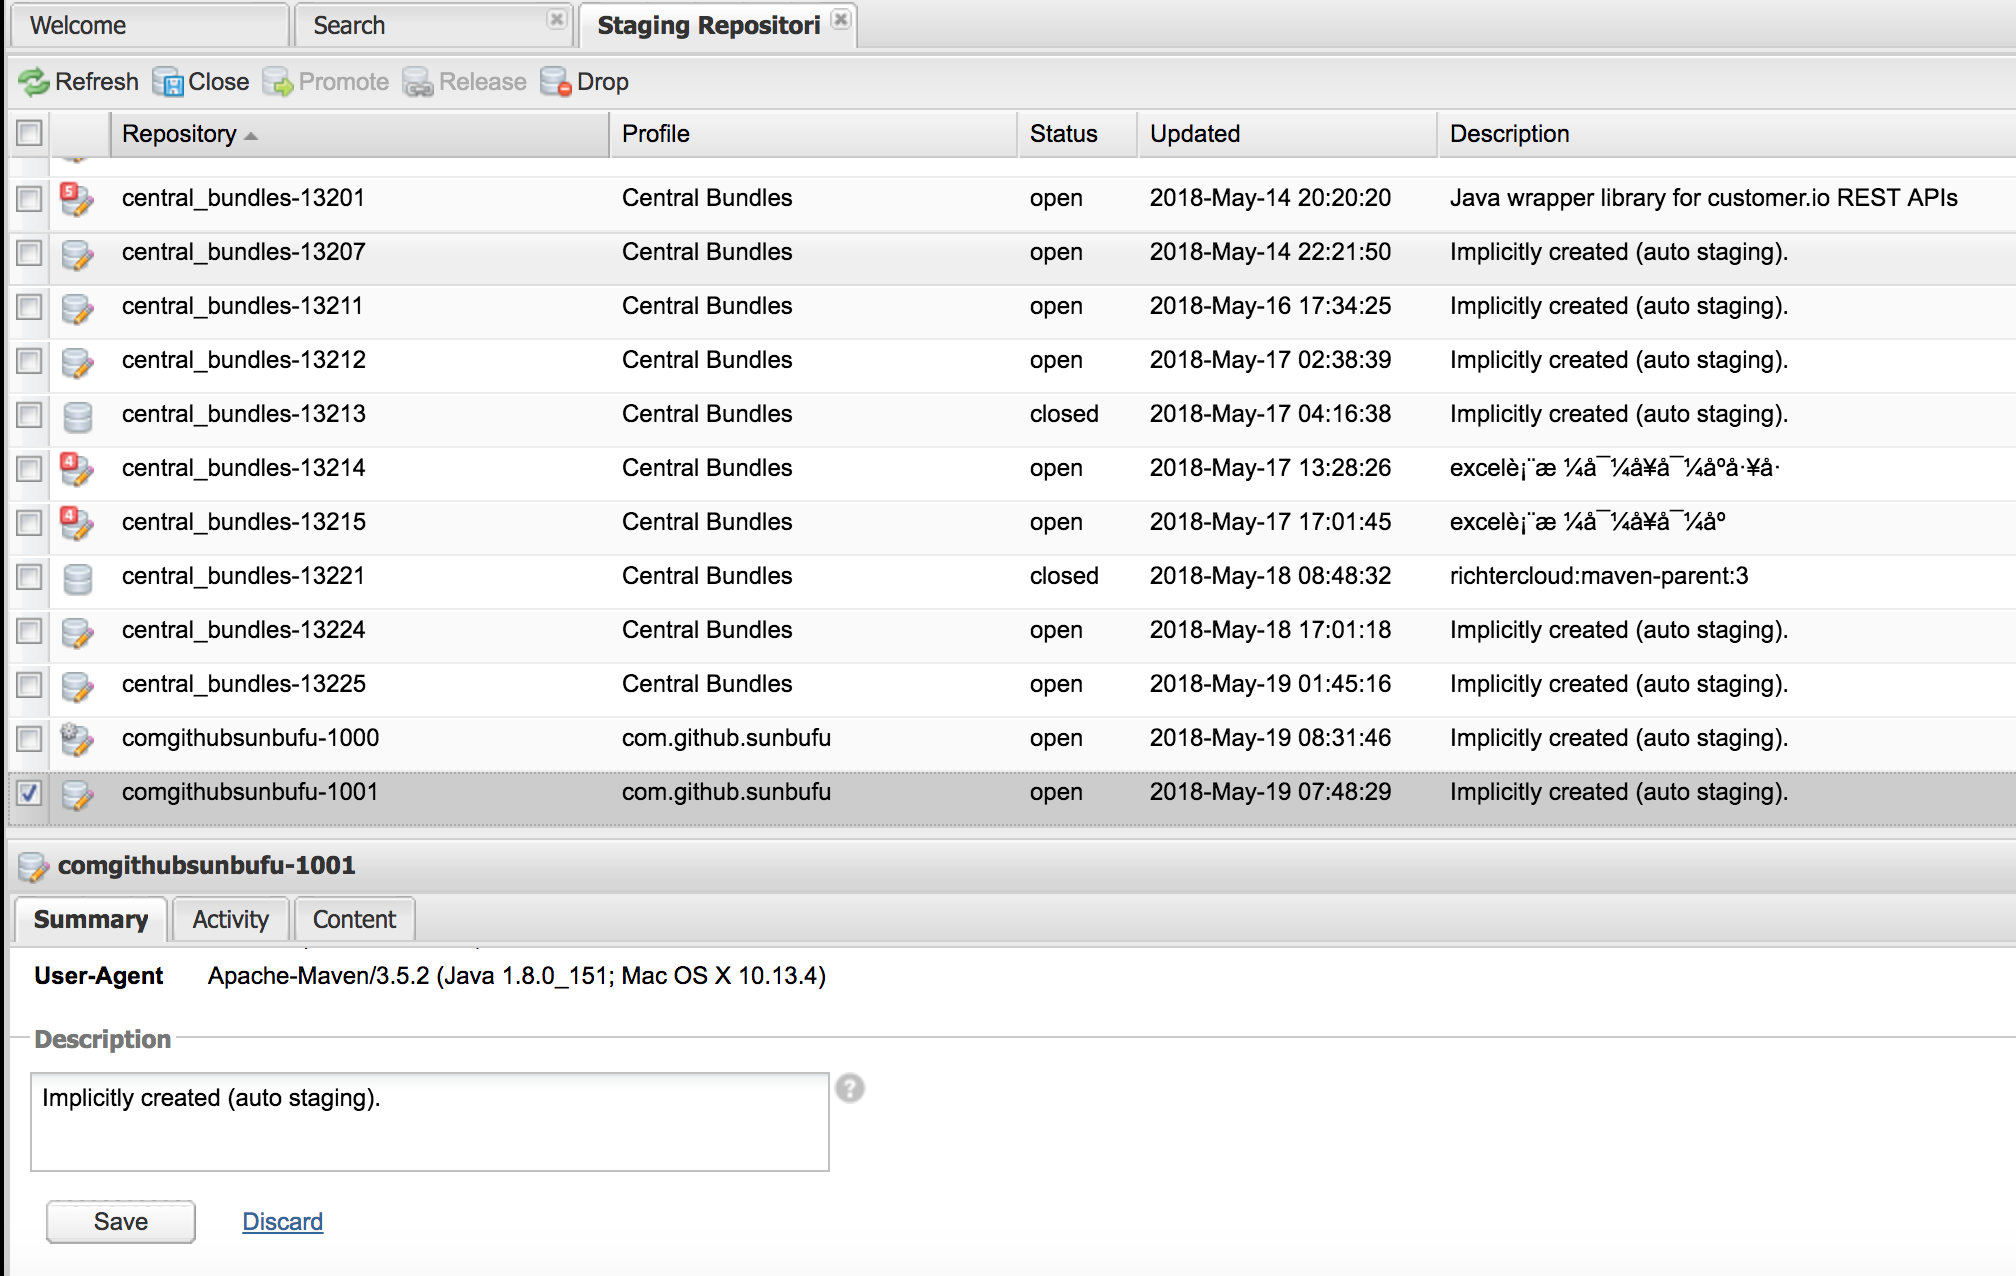 Welcome Search Staging Repositori
Refresh Close Promote Release Drop
Repository Profile Status Updated Description
5 central_bundles-13201 Central Bundles open 2018-May-14 20:20:20 Java wrapper library for customer.io REST APIs
central_bundles-13207 Central Bundles open 2018-May-14 22:21:50 Implicitly created (auto staging).
central_bundles-13211 Central Bundles open 2018-May-16 17:34:25 Implicitly created (auto staging).
central_bundles-13212 Central Bundles open 2018-May-17 02:38:39 Implicitly created (auto staging).
central_bundles-13213 Central Bundles closed 2018-May-17 04:16:38 Implicitly created (auto staging).
4 central_bundles-13214 Central Bundles open 2018-May-17 13:28:26 excelè¡¨æ ¼å¯¼å¥å¯¼åºå·¥å·
4 central_bundles-13215 Central Bundles open 2018-May-17 17:01:45 excelè¡¨æ ¼å¯¼å¥å¯¼åº
central_bundles-13221 Central Bundles closed 2018-May-18 08:48:32 richtercloud:maven-parent:3
central_bundles-13224 Central Bundles open 2018-May-18 17:01:18 Implicitly created (auto staging).
central_bundles-13225 Central Bundles open 2018-May-19 01:45:16 Implicitly created (auto staging).
comgithubsunbufu-1000 com.github.sunbufu open 2018-May-19 08:31:46 Implicitly created (auto staging).
comgithubsunbufu-1001 com.github.sunbufu open 2018-May-19 07:48:29 Implicitly created (auto staging).
comgithubsunbufu-1001
Summary Activity Content
User-Agent Apache-Maven/3.5.2 (Java 1.8.0_151; Mac OS X 10.13.4)
Description
Implicitly created (auto staging).
?
Save Discard